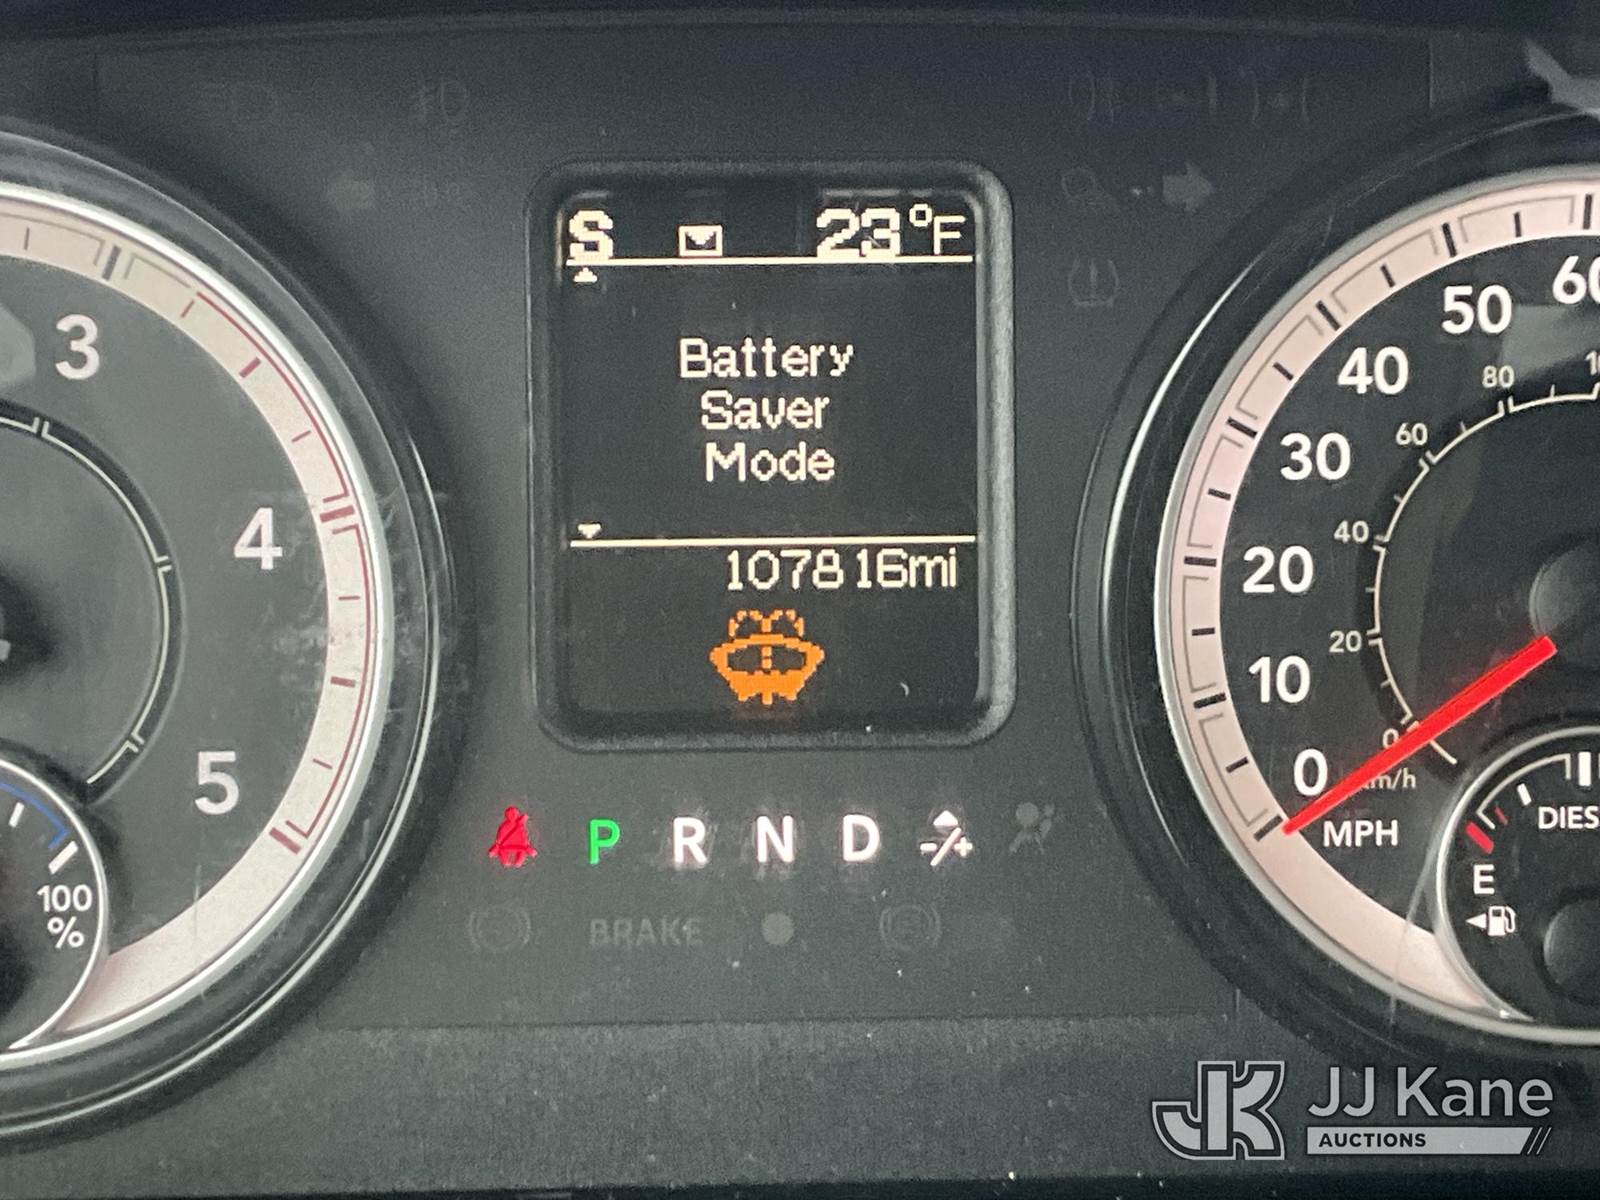 S 23°F
Battery
Saver
Mode
107816mi
3
4
5
100
%
P R N D -/+
BRAKE
60
50
40
30
20
10
0
MPH
80
60
40
20
0
km/h
E
JK
JJ Kane
AUCTIONS